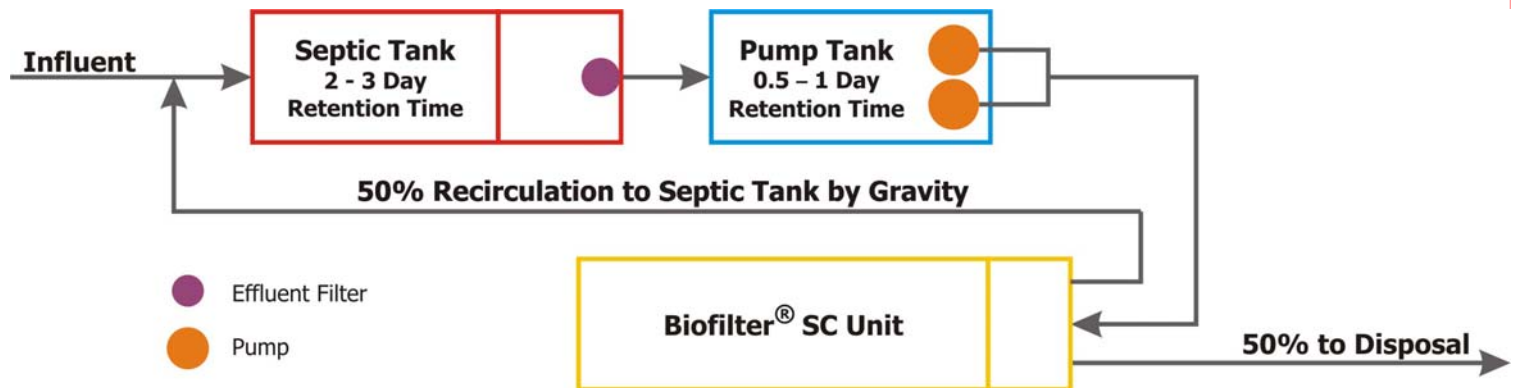 Influent
Septic Tank
2 - 3 Day
Retention Time
Pump Tank
0.5 – 1 Day
Retention Time
50% Recirculation to Septic Tank by Gravity
Effluent Filter
Pump
Biofilter® SC Unit
50% to Disposal